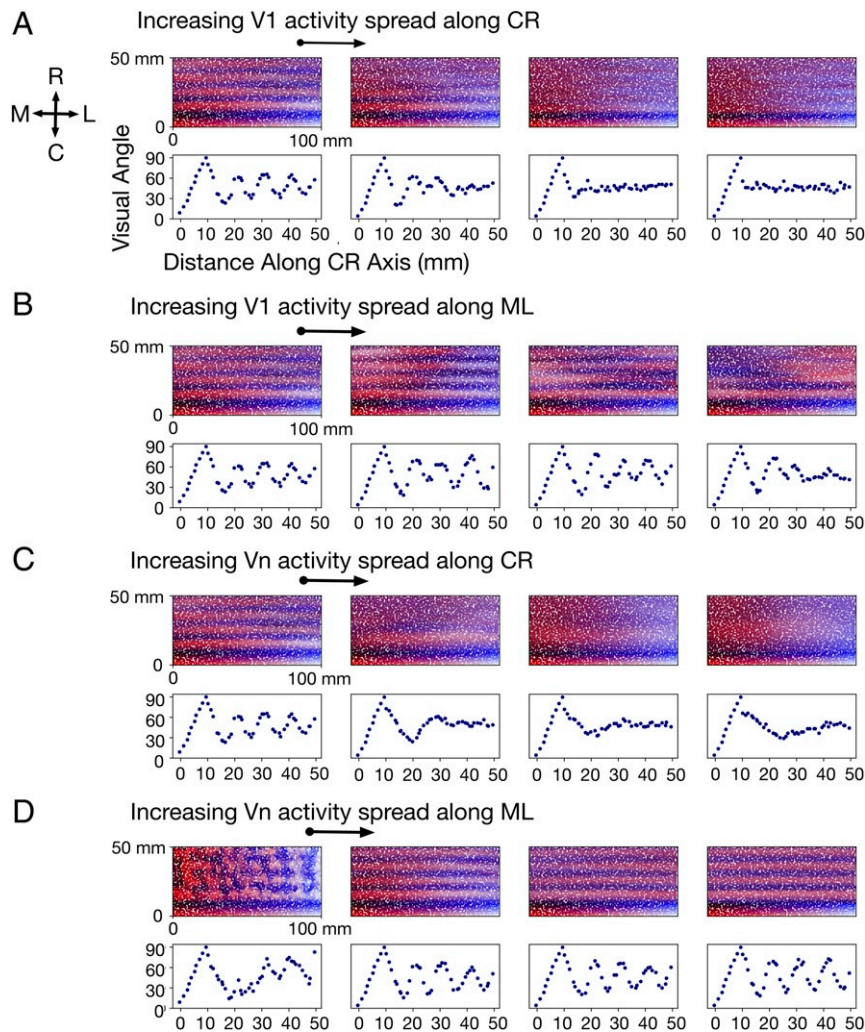 A
Increasing V1 activity spread along CR
R
M L
C
50 mm
0
0 100 mm
Visual Angle
90
60
30
0
0 10 20 30 40 50 0 10 20 30 40 50 0 10 20 30 40 50 0 10 20 30 40 50
Distance Along CR Axis (mm)
B
Increasing V1 activity spread along ML
50 mm
0
0 100 mm
90
60
30
0
0 10 20 30 40 50 0 10 20 30 40 50 0 10 20 30 40 50 0 10 20 30 40 50
C
Increasing Vn activity spread along CR
50 mm
0
0 100 mm
90
60
30
0
0 10 20 30 40 50 0 10 20 30 40 50 0 10 20 30 40 50 0 10 20 30 40 50
D
Increasing Vn activity spread along ML
50 mm
0
0 100 mm
90
60
30
0
0 10 20 30 40 50 0 10 20 30 40 50 0 10 20 30 40 50 0 10 20 30 40 50